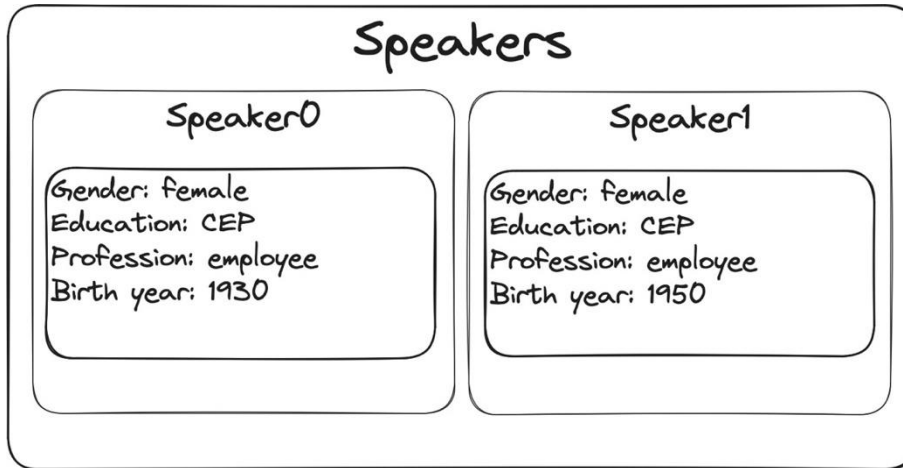 Speakers
Speaker0
Gender: female
Education: CEP
Profession: employee
Birth year: 1930
Speaker1
Gender: female
Education: CEP
Profession: employee
Birth year: 1950